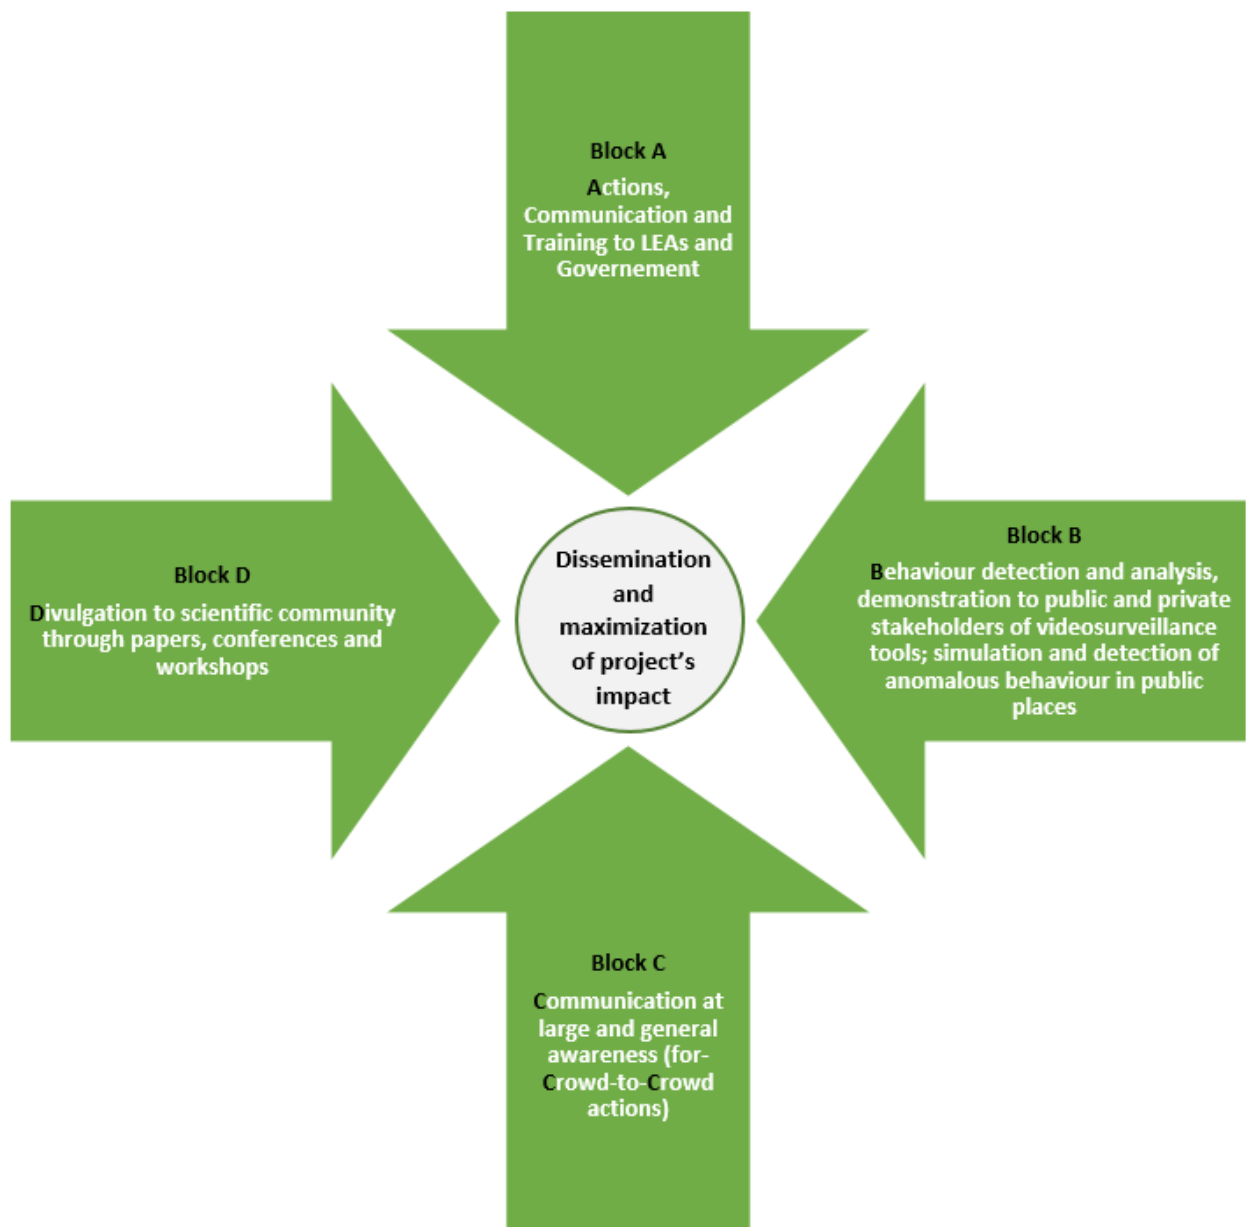 Block A
Actions,
Communication and
Training to LEAs and
Governement
Block D
Divulgation to scientific community
through papers, conferences and
workshops
Dissemination
and
maximization
of project's
impact
Block B
Behaviour detection and analysis,
demonstration to public and private
stakeholders of videosurveillance
tools; simulation and detection of
anomalous behaviour in public
places
Block C
Communication at
large and general
awareness (for-
Crowd-to-Crowd
actions)